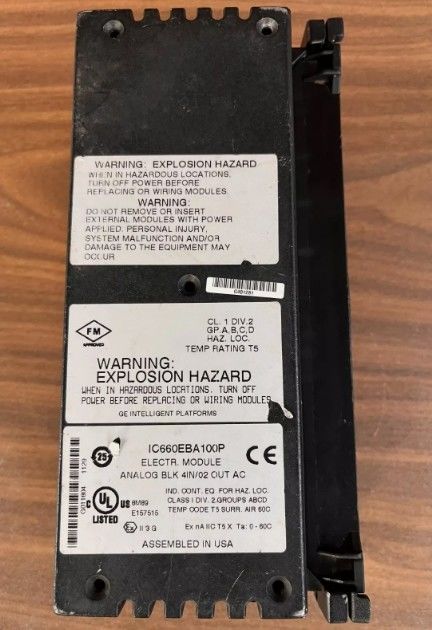 WARNING: EXPLOSION HAZARD
WHEN IN HAZARDOUS LOCATIONS,
TURN OFF POWER BEFORE
REPLACING OR WIRING MODULES
WARNING:
DO NOT REMOVE OR INSERT
EXTERNAL MODULES WITH POWER
APPLIED. PERSONAL INJURY,
SYSTEM MALFUNCTION AND/OR
DAMAGE TO THE EQUIPMENT MAY
OCCUR
FM
APPROVED
CL. 1 DIV.2
GP.A,B,C,D
HAZ. LOC.
TEMP RATING T5
WARNING:
EXPLOSION HAZARD
WHEN IN HAZARDOUS LOCATIONS. TURN OFF
POWER BEFORE REPLACING OR WIRING MODULES
GE INTELLIGENT PLATFORMS
25
IC660EBA100P
ELECTR. MODULE
ANALOG BLK 4IN/02 OUT AC
CE
1129
C UL US
LISTED
E157515
IND. CONT. EQ. FOR HAZ. LOC.
CLASS I DIV. 2,GROUPS ABCD
TEMP CODE T5 SURR. AIR 60C
Ex II 3 G
Ex nA IIC T5 X Ta: 0 - 60C
ASSEMBLED IN USA